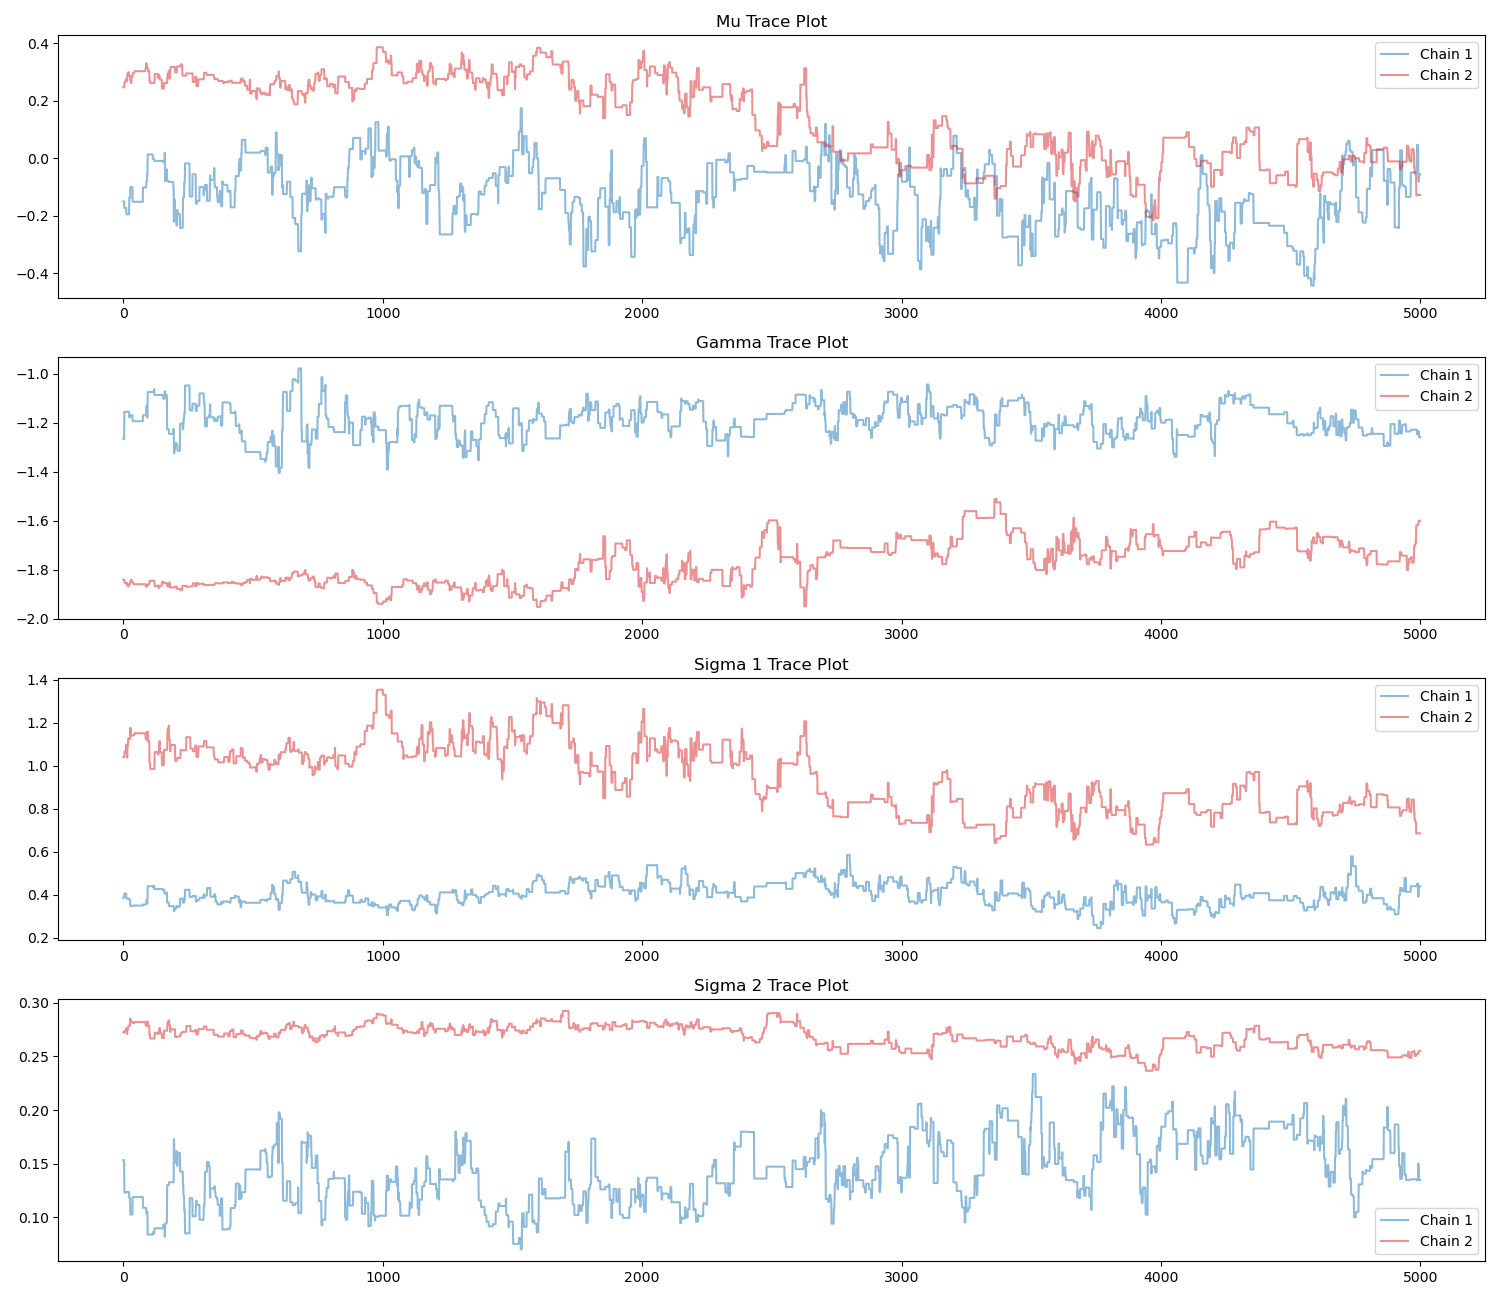 Mu Trace Plot
0.4
0.2
0.0
−0.2
−0.4
Chain 1
Chain 2
0 1000 2000 3000 4000 5000
Gamma Trace Plot
−1.0
−1.2
−1.4
−1.6
−1.8
−2.0
Chain 1
Chain 2
0 1000 2000 3000 4000 5000
Sigma 1 Trace Plot
1.4
1.2
1.0
0.8
0.6
0.4
0.2
Chain 1
Chain 2
0 1000 2000 3000 4000 5000
Sigma 2 Trace Plot
0.30
0.25
0.20
0.15
0.10
Chain 1
Chain 2
0 1000 2000 3000 4000 5000